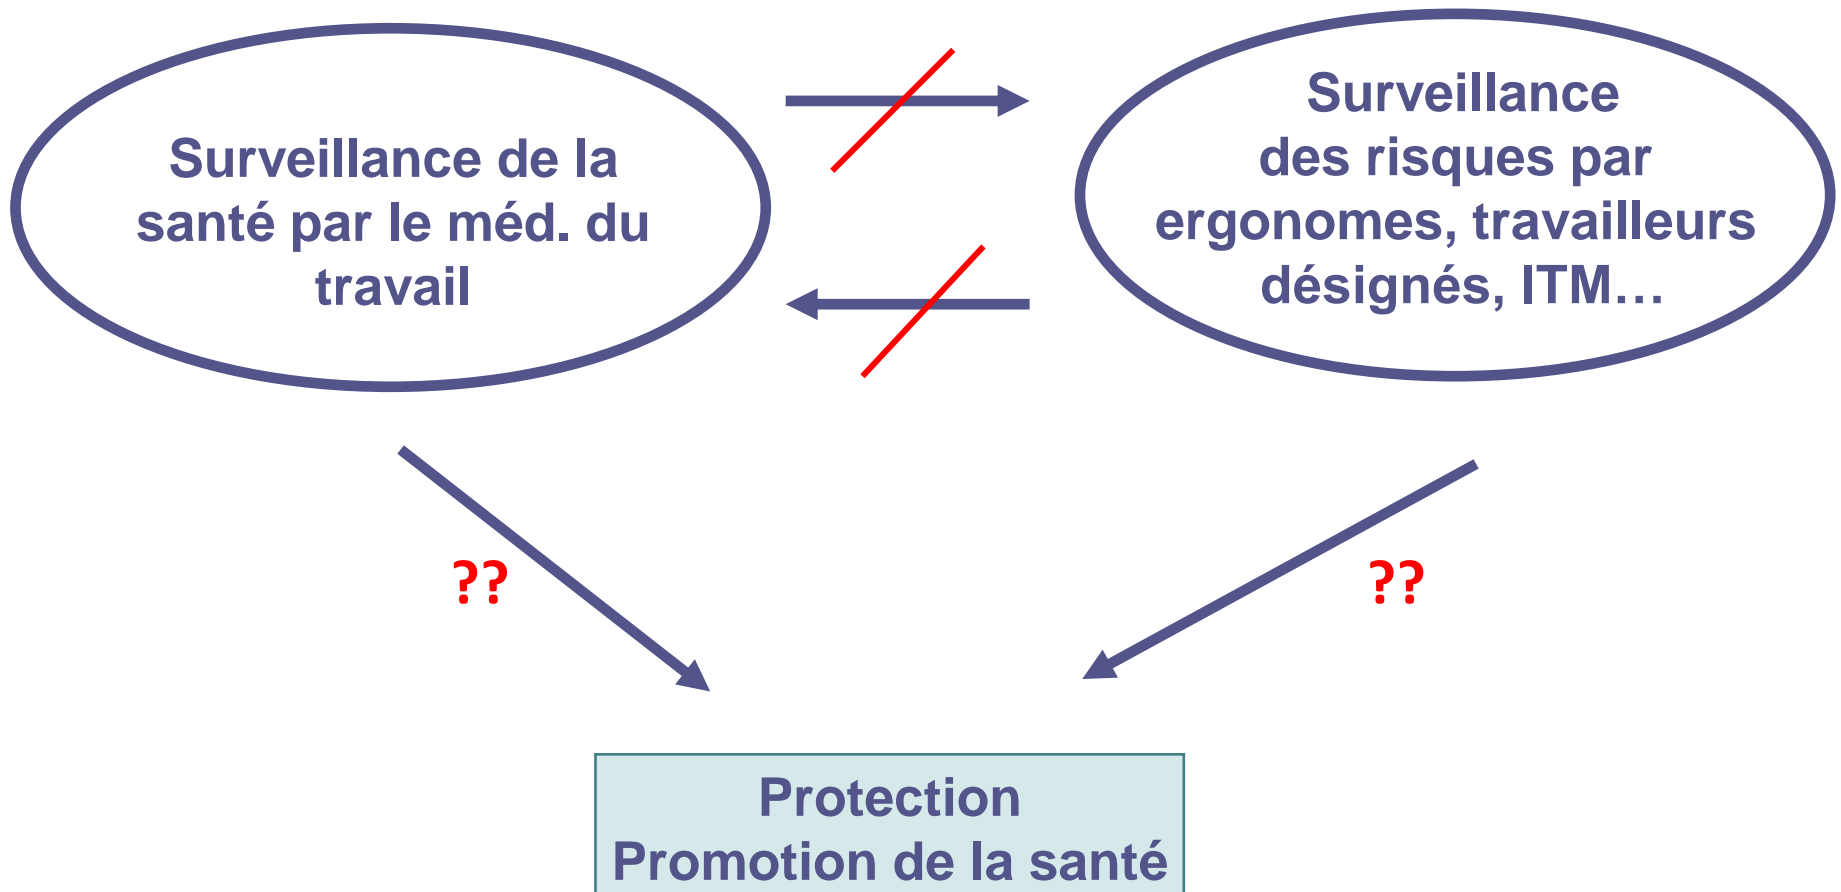 Surveillance de la
santé par le méd. du
travail
Surveillance
des risques par
ergonomes, travailleurs
désignés, ITM…
??
??
Protection
Promotion de la santé